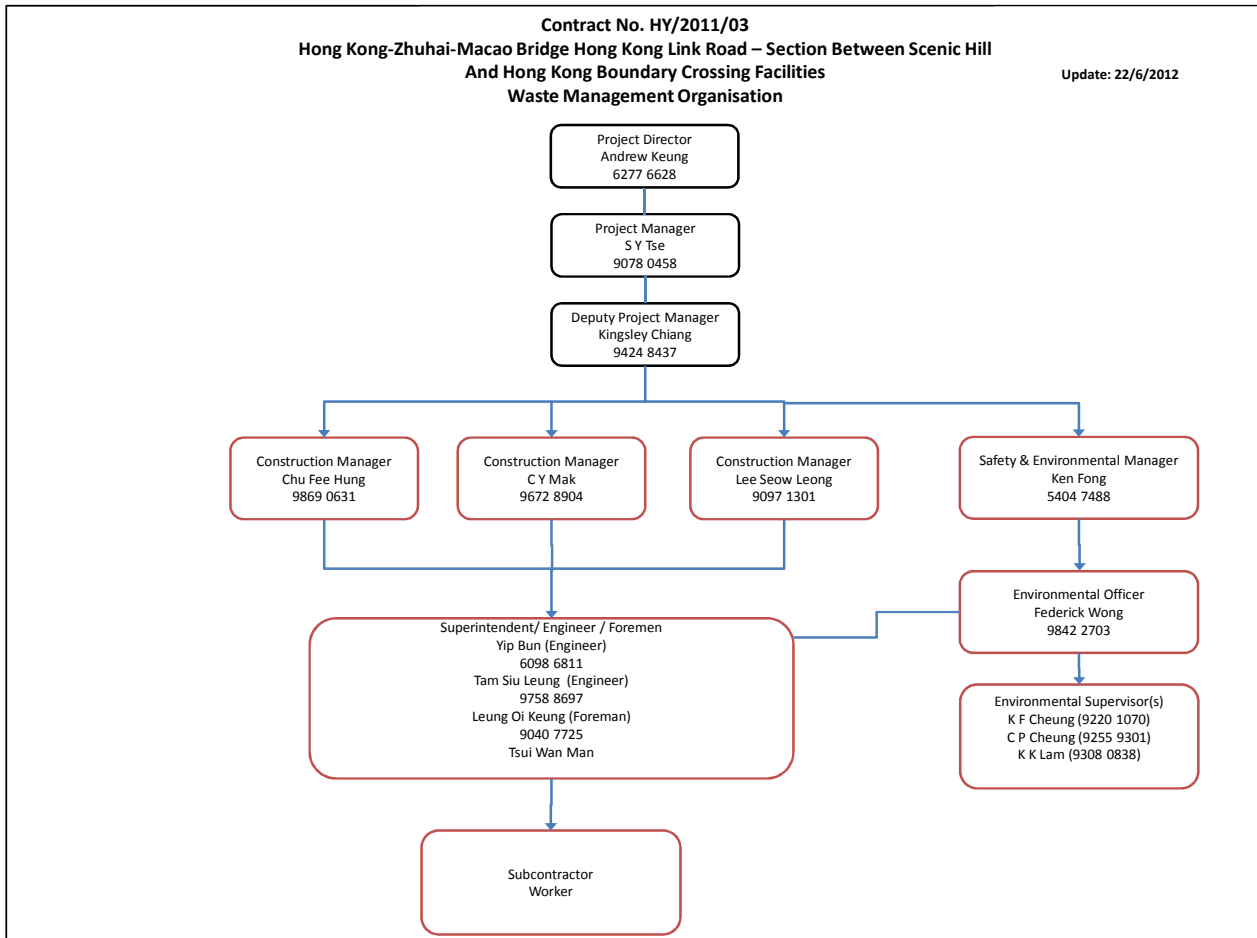 Contract No. HY/2011/03
Hong Kong-Zhuhai-Macao Bridge Hong Kong Link Road – Section Between Scenic Hill
And Hong Kong Boundary Crossing Facilities
Waste Management Organisation
Update: 22/6/2012
Project Director
Andrew Keung
6277 6628
Project Manager
S Y Tse
9078 0458
Deputy Project Manager
Kingsley Chiang
9424 8437
Construction Manager
Chu Fee Hung
9869 0631
Construction Manager
C Y Mak
9672 8904
Construction Manager
Lee Seow Leong
9097 1301
Safety & Environmental Manager
Ken Fong
5404 7488
Environmental Officer
Federick Wong
9842 2703
Superintendent/ Engineer / Foremen
Yip Bun (Engineer)
6098 6811
Tam Siu Leung (Engineer)
9758 8697
Leung Oi Keung (Foreman)
9040 7725
Tsui Wan Man
Environmental Supervisor(s)
K F Cheung (9220 1070)
C P Cheung (9255 9301)
K K Lam (9308 0838)
Subcontractor
Worker